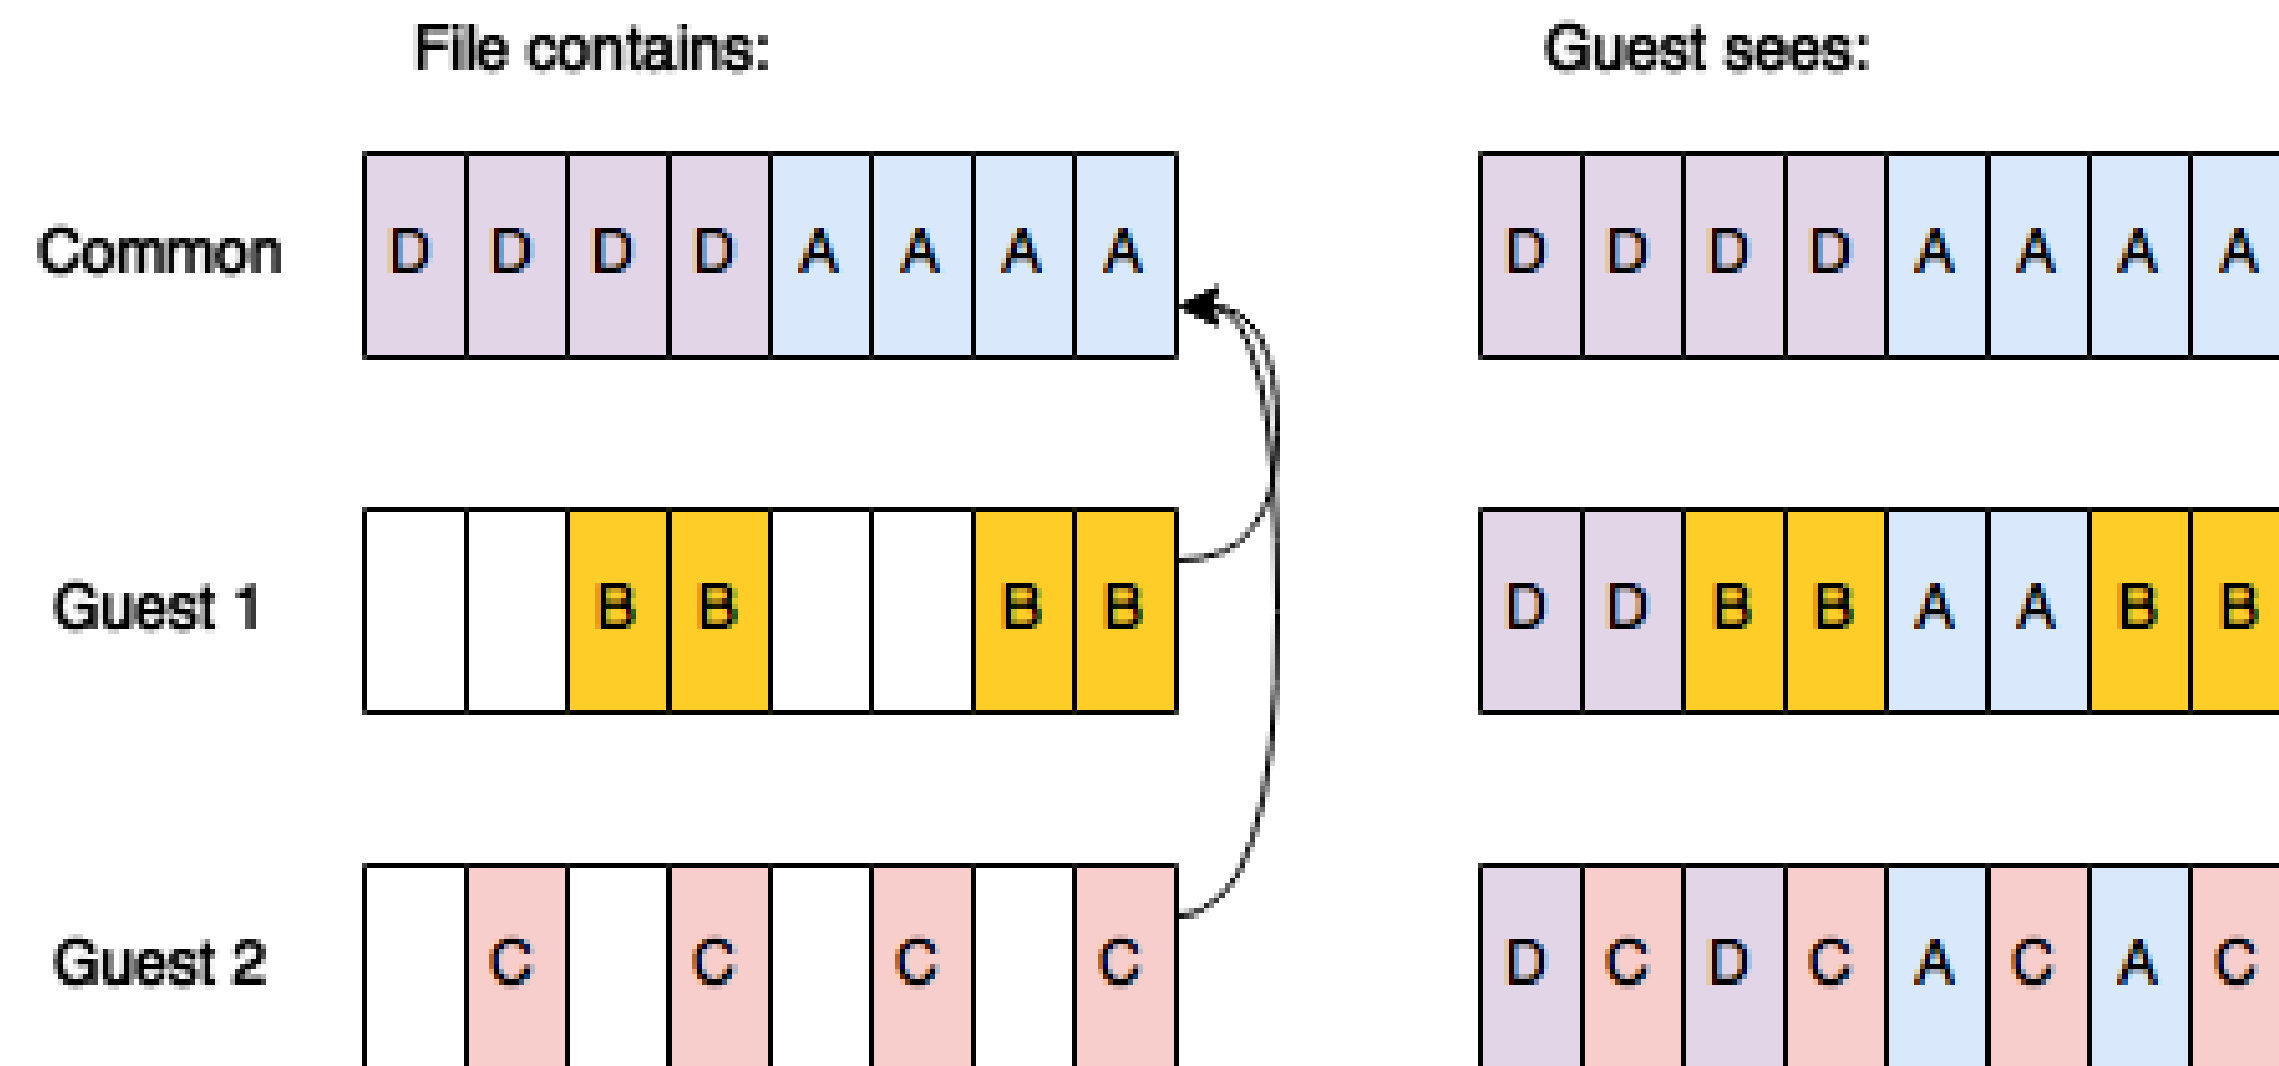 File contains: Guest sees:
Common D D D D A A A A D D D D A A A A
Guest 1 B B B B D D B B A A B B
Guest 2 C C C C D C D C A C A C